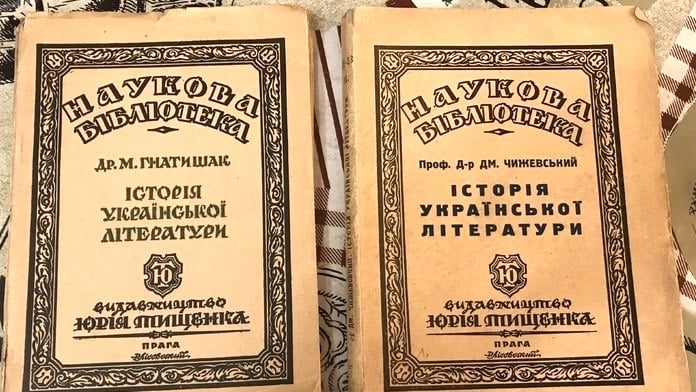 НАУКОВА
БІБЛІОТЕКА
ДР. М. ГНАТИШАК
ІСТОРІЯ
УКРАЇНСЬКОЇ
ЛІТЕРАТУРИ
Ю
ВИДАВНИЦТВО
ЮРІЯ ТИЩЕНКА
ПРАГА
НАУКОВА
БІБЛІОТЕКА
ПРОФ. Д-Р ДМ. ЧИЖЕВСЬКИЙ
ІСТОРІЯ
УКРАЇНСЬКОЇ
ЛІТЕРАТУРИ
Ю
ВИДАВНИЦТВО
ЮРІЯ ТИЩЕНКА
ПРАГА